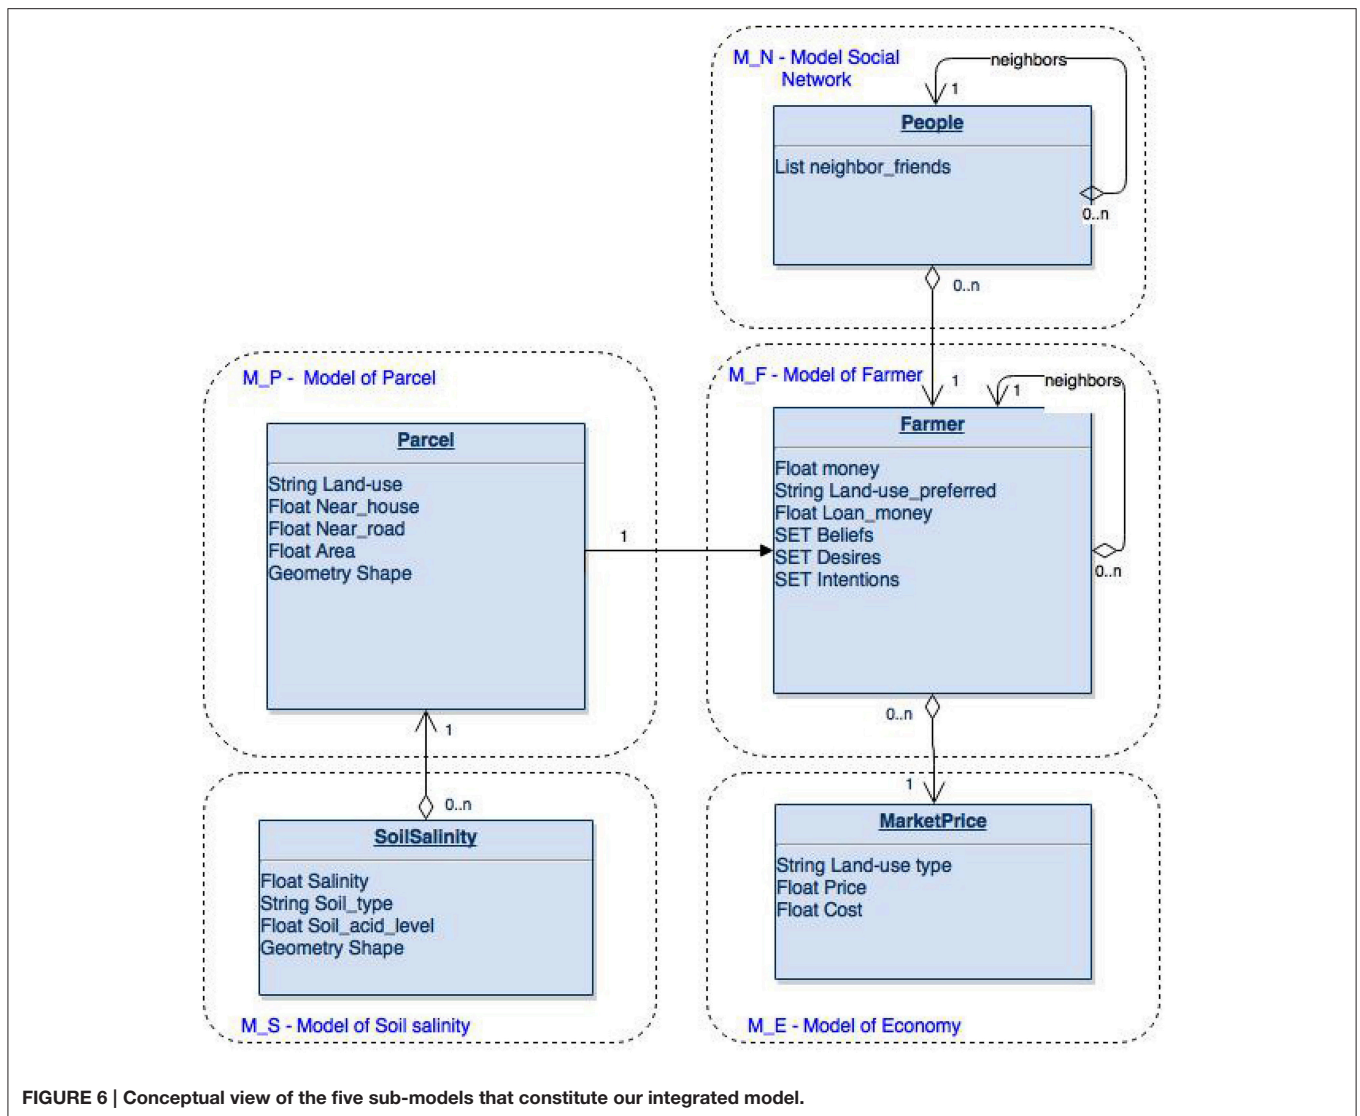 M_N - Model Social
Network
neighbors
1
People
List neighbor_friends
0..n
0..n
M_P - Model of Parcel
M_F - Model of Farmer
1
neighbors
1
Parcel
String Land-use
Float Near_house
Float Near_road
Float Area
Geometry Shape
1
Farmer
Float money
String Land-use_preferred
Float Loan_money
SET Beliefs
SET Desires
SET Intentions
0..n
0..n
1
1
0..n
SoilSalinity
Float Salinity
String Soil_type
Float Soil_acid_level
Geometry Shape
M_S - Model of Soil salinity
MarketPrice
String Land-use type
Float Price
Float Cost
M_E - Model of Economy
FIGURE 6 | Conceptual view of the five sub-models that constitute our integrated model.